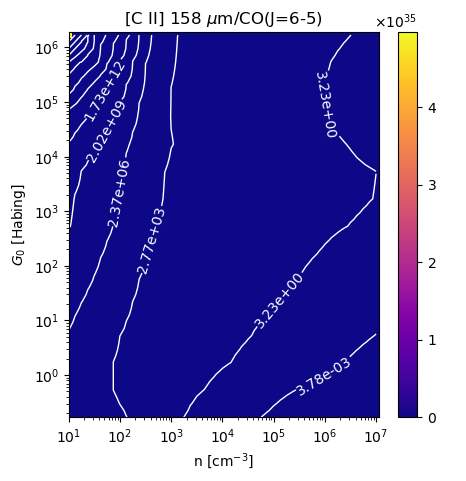 [C II] 158 μm/CO(J=6-5)
×10³⁵
10⁶
10⁵
10⁴
10³
10²
10¹
10⁰
G₀ [Habing]
1.73e+12
2.02e+09
2.37e+06
2.77e+03
3.23e+00
3.23e+00
3.78e-03
4
3
2
1
0
10¹ 10² 10³ 10⁴ 10⁵ 10⁶ 10⁷
n [cm⁻³]